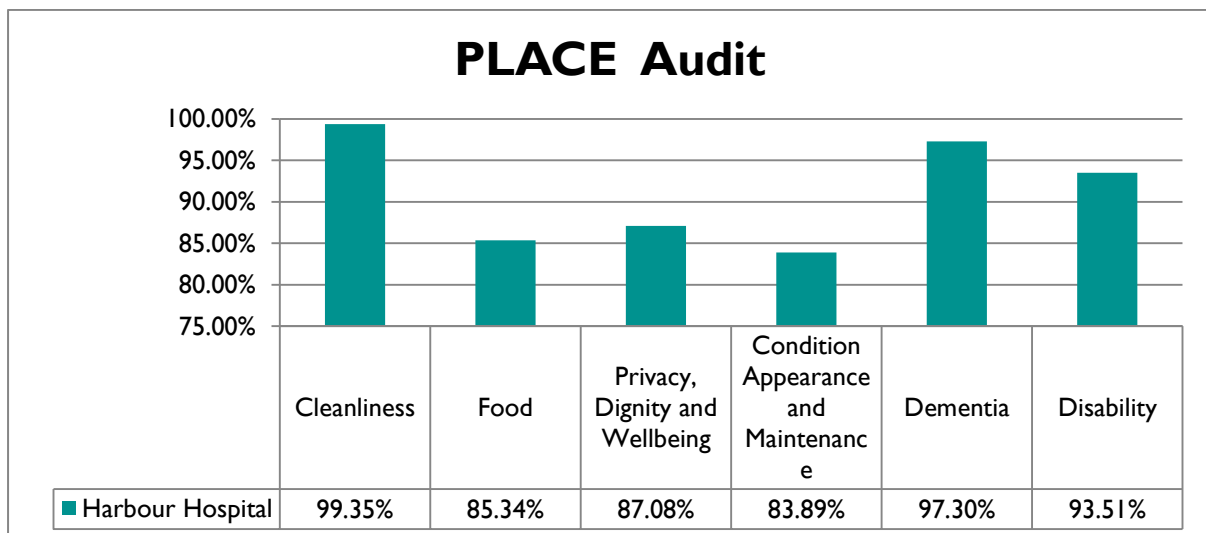 PLACE Audit
100.00%
95.00%
90.00%
85.00%
80.00%
75.00%
Cleanliness
Food
Privacy,
Dignity and
Wellbeing
Condition
Appearance
and
Maintenanc
e
Dementia
Disability
Harbour Hospital 99.35% 85.34% 87.08% 83.89% 97.30% 93.51%